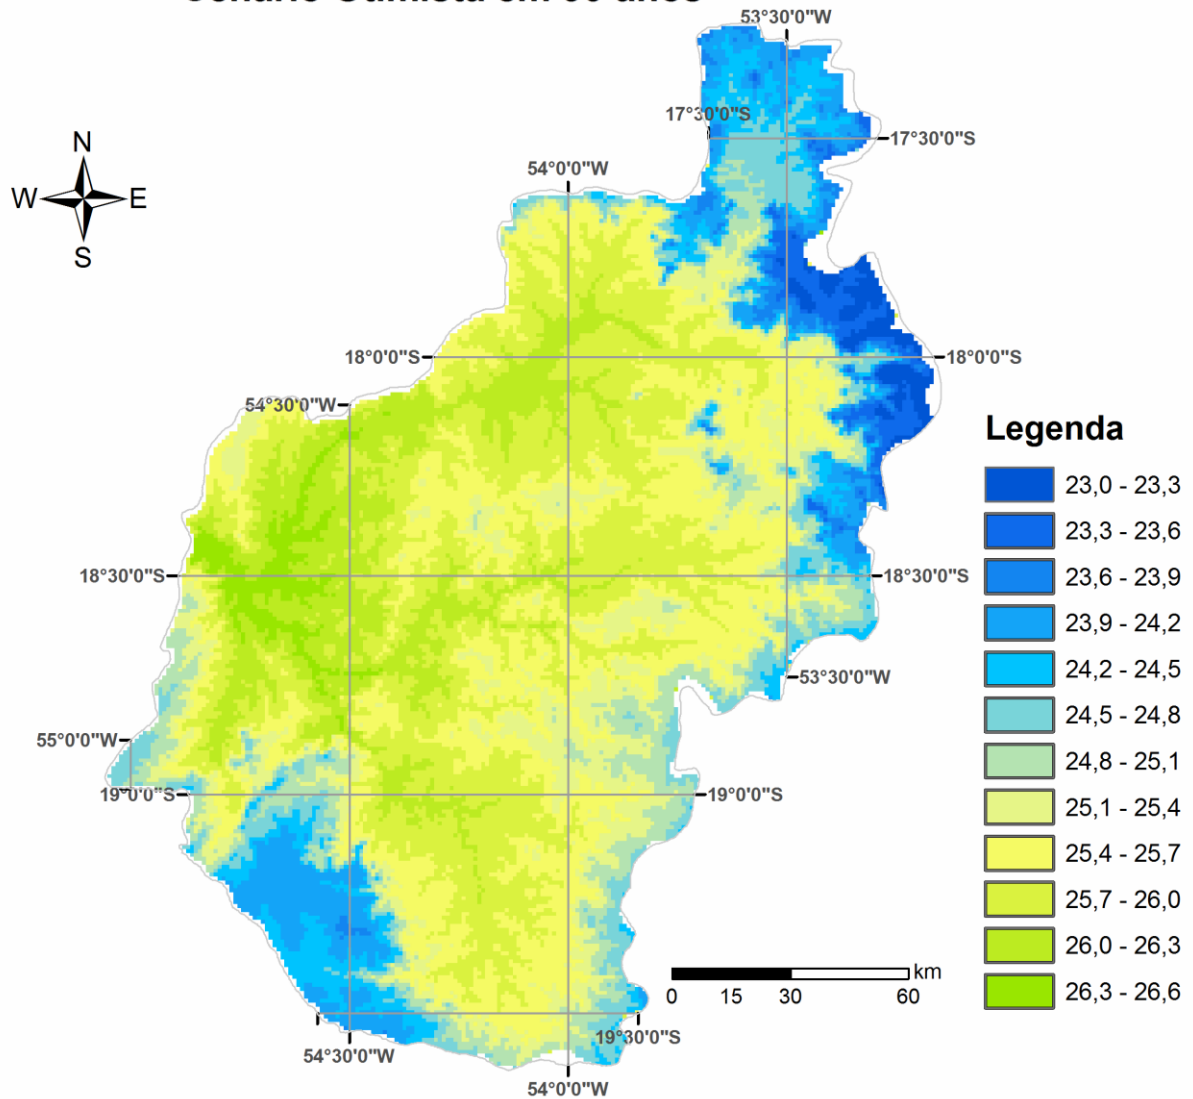 Cenário Otimista em anos
53°30'0"W
17°30'0"S
17°30'0"S
N
W E
S
54°0'0"W
18°0'0"S
18°0'0"S
54°30'0"W
18°30'0"S
18°30'0"S
53°30'0"W
55°0'0"W
19°0'0"S
19°0'0"S
km
0 15 30 60
19°30'0"S
54°30'0"W
54°0'0"W
Legenda
23,0 - 23,3
23,3 - 23,6
23,6 - 23,9
23,9 - 24,2
24,2 - 24,5
24,5 - 24,8
24,8 - 25,1
25,1 - 25,4
25,4 - 25,7
25,7 - 26,0
26,0 - 26,3
26,3 - 26,6